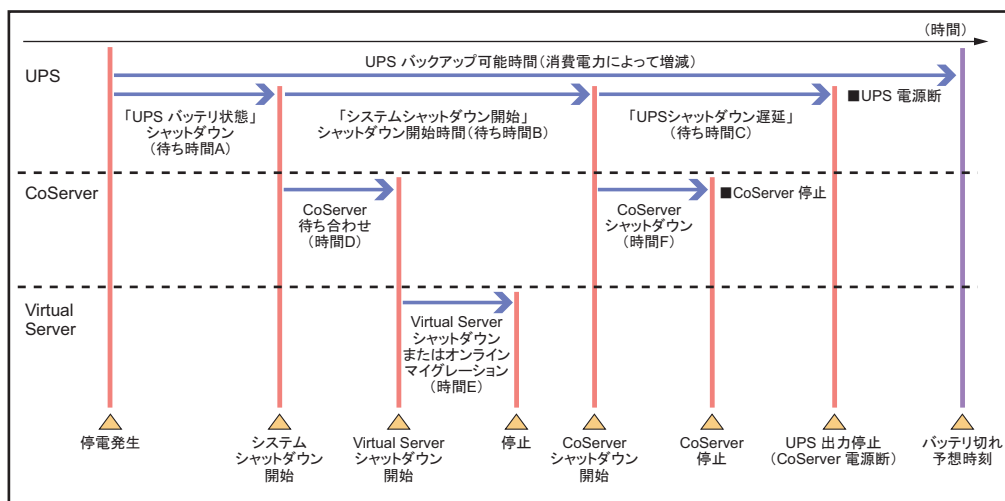 (時間)
UPS バックアップ可能時間(消費電力によって増減)
UPS
■UPS 電源断
「UPS バッテリ状態」
シャットダウン
(待ち時間A)
「システムシャットダウン開始」
シャットダウン開始時間(待ち時間B)
「UPSシャットダウン遅延」
(待ち時間C)
CoServer
■CoServer 停止
CoServer
待ち合わせ
(時間D)
CoServer
シャットダウン
(時間F)
Virtual
Server
Virtual Server
シャットダウン
またはオンライン
マイグレーション
(時間E)
停電発生
システム
シャットダウン
開始
Virtual Server
シャットダウン
開始
停止
CoServer
シャットダウン
開始
CoServer
停止
UPS 出力停止
(CoServer 電源断)
バッテリ切れ
予想時刻